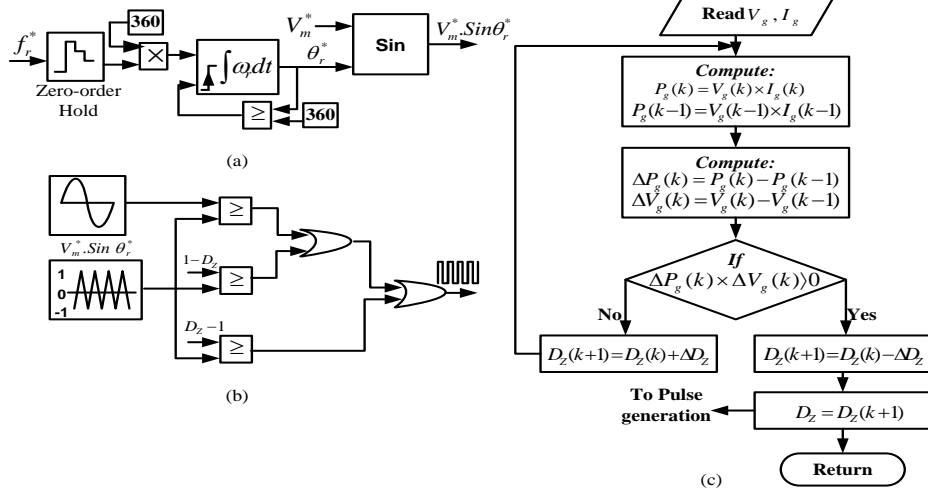 f_r^*
360
×
Zero-order
Hold
∫ω_r dt
θ_r^*
≥
360
V_m^*
Sin
V_m^*.Sinθ_r^*
(a)
V_m^*.Sin θ_r^*
1
0
-1
≥
1−D_Z
≥
D_Z−1
≥
(b)
Read V_g , I_g
Compute:
P_g(k)=V_g(k)×I_g(k)
P_g(k−1)=V_g(k−1)×I_g(k−1)
Compute:
ΔP_g(k)=P_g(k)−P_g(k−1)
ΔV_g(k)=V_g(k)−V_g(k−1)
If
ΔP_g(k)×ΔV_g(k)⟩0
No
Yes
D_Z(k+1)=D_Z(k)+ΔD_Z
D_Z(k+1)=D_Z(k)−ΔD_Z
To Pulse
generation
D_Z=D_Z(k+1)
Return
(c)